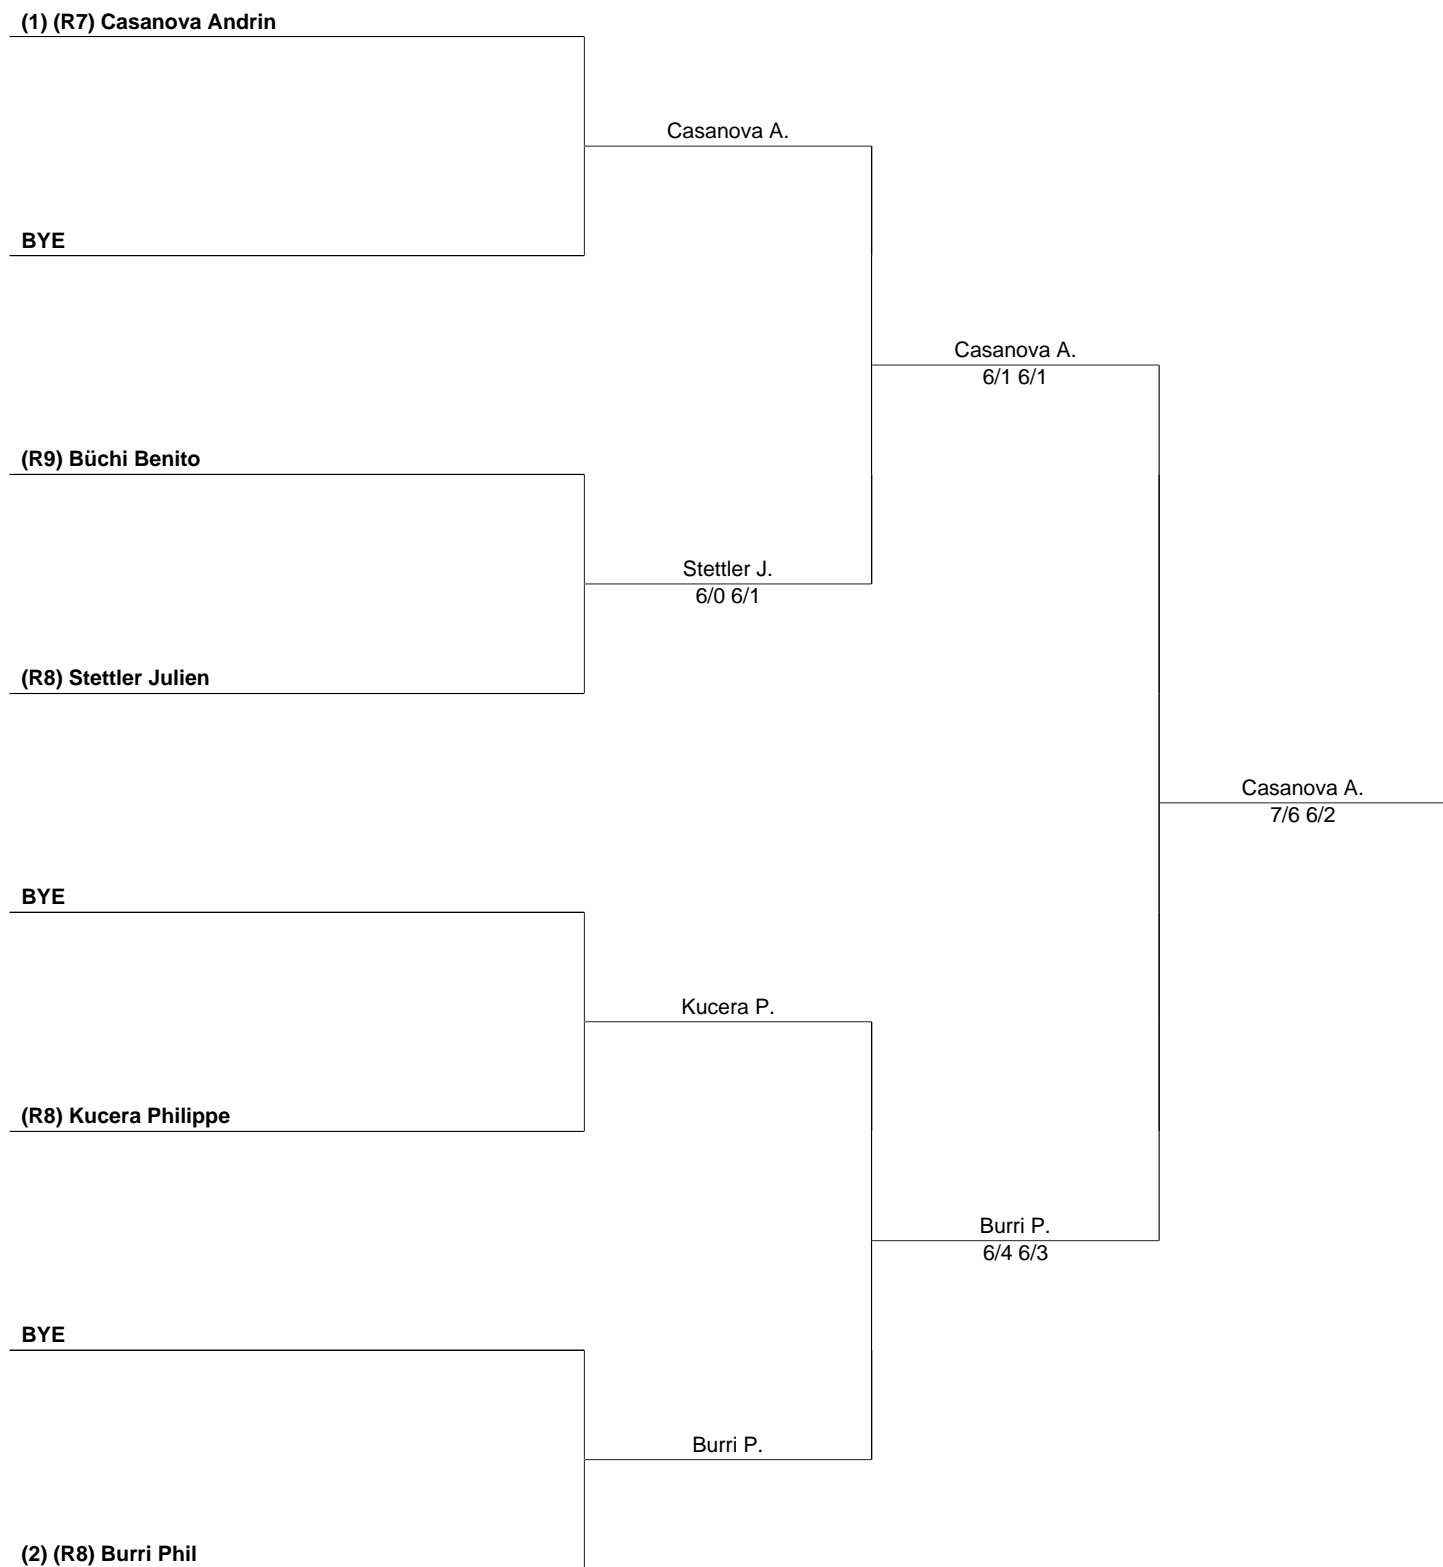 (1) (R7) Casanova Andrin
Casanova A.
BYE
Casanova A.
6/1 6/1
(R9) Büchi Benito
Stettler J.
6/0 6/1
(R8) Stettler Julien
Casanova A.
7/6 6/2
BYE
Kucera P.
(R8) Kucera Philippe
Burri P.
6/4 6/3
BYE
Burri P.
(2) (R8) Burri Phil